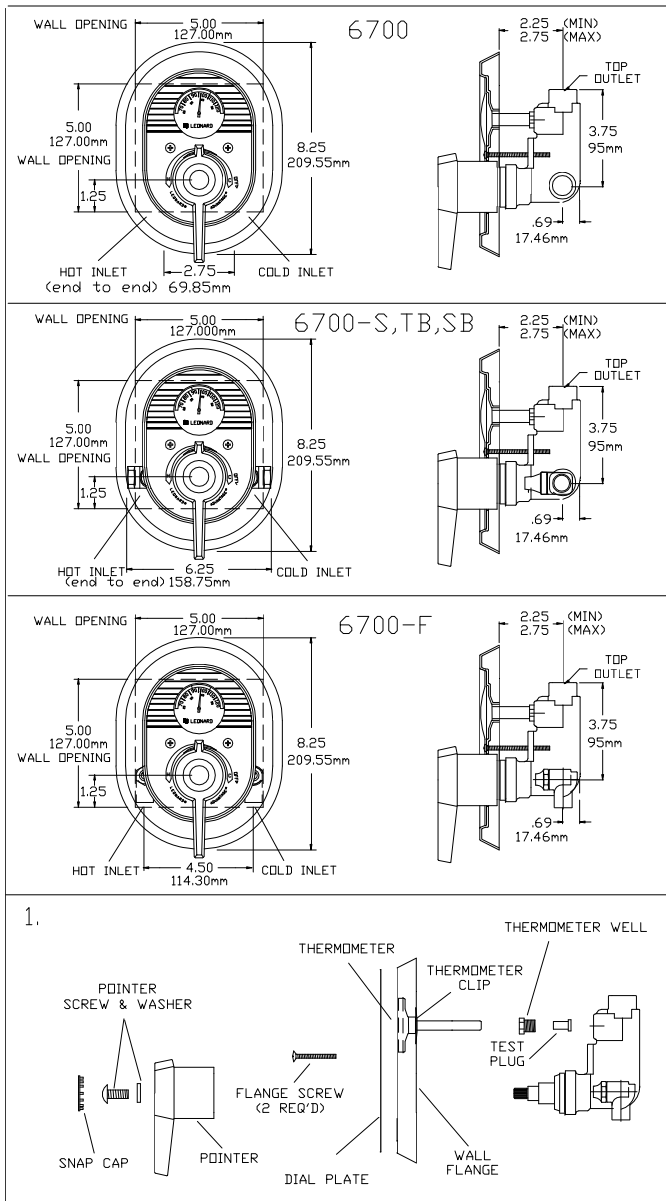 6700
WALL OPENING
5.00
127.00mm
5.00
127.00mm
WALL OPENING
1.25
LEONARD
OFF
8.25
209.55mm
HOT INLET
(end to end)
2.75
69.85mm
COLD INLET
2.25 (MIN)
2.75 (MAX)
TOP
OUTLET
3.75
95mm
.69
17.46mm
6700-S,TB,SB
WALL OPENING
5.00
127.000mm
5.00
127.00mm
WALL OPENING
1.25
LEONARD
OFF
8.25
209.55mm
HOT INLET
(end to end)
6.25
158.75mm
COLD INLET
2.25 (MIN)
2.75 (MAX)
TOP
OUTLET
3.75
95mm
.69
17.46mm
6700-F
WALL OPENING
5.00
127.00mm
5.00
127.00mm
WALL OPENING
1.25
LEONARD
OFF
8.25
209.55mm
HOT INLET
4.50
114.30mm
COLD INLET
2.25 (MIN)
2.75 (MAX)
TOP
OUTLET
3.75
95mm
.69
17.46mm
1.
THERMOMETER WELL
THERMOMETER
THERMOMETER
CLIP
POINTER
SCREW & WASHER
TEST
PLUG
FLANGE SCREW
(2 REQ'D)
SNAP CAP
POINTER
DIAL PLATE
WALL
FLANGE